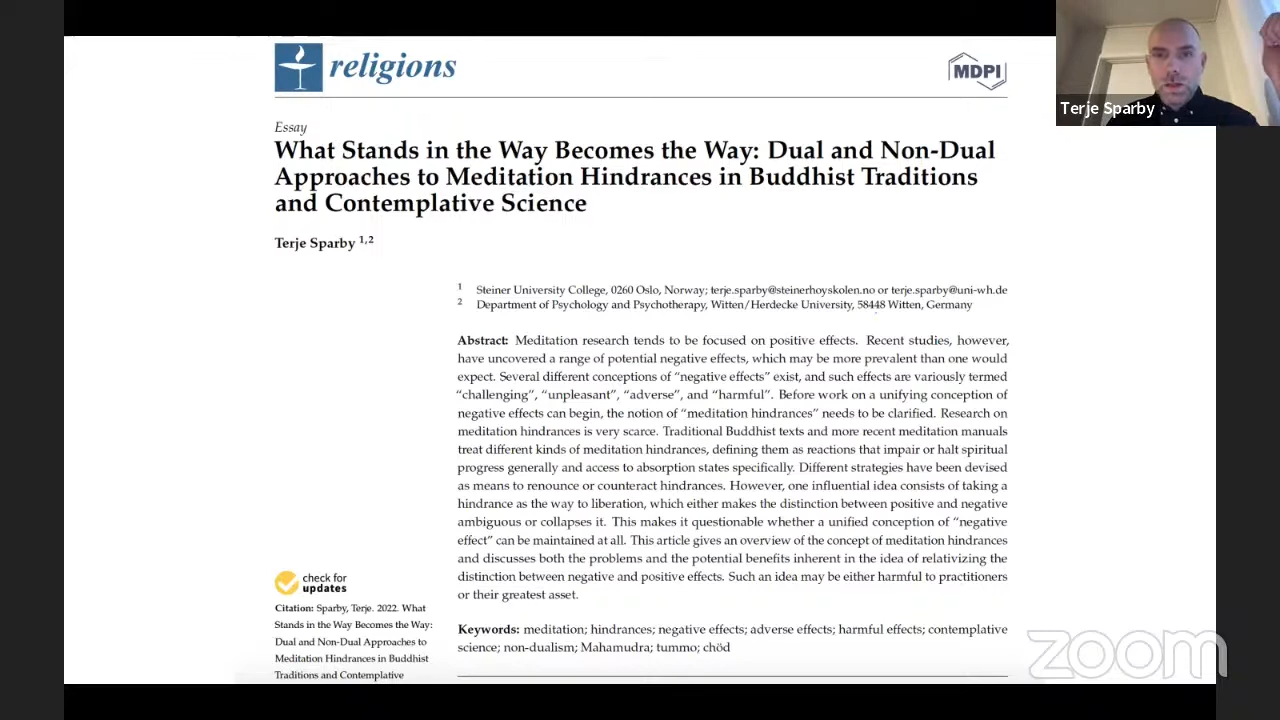 religions
MDPI
Terje Sparby
Essay
What Stands in the Way Becomes the Way: Dual and Non-Dual
Approaches to Meditation Hindrances in Buddhist Traditions
and Contemplative Science
Terje Sparby 1,2
1 Steiner University College, 0260 Oslo, Norway; terje.sparby@steinerhoyskolen.no or terje.sparby@uni-wh.de
2 Department of Psychology and Psychotherapy, Witten/Herdecke University, 58448 Witten, Germany
Abstract: Meditation research tends to be focused on positive effects. Recent studies, however,
have uncovered a range of potential negative effects, which may be more prevalent than one would
expect. Several different conceptions of “negative effects” exist, and such effects are variously termed
“challenging”, “unpleasant”, “adverse”, and “harmful”. Before work on a unifying conception of
negative effects can begin, the notion of “meditation hindrances” needs to be clarified. Research on
meditation hindrances is very scarce. Traditional Buddhist texts and more recent meditation manuals
treat different kinds of meditation hindrances, defining them as reactions that impair or halt spiritual
progress generally and access to absorption states specifically. Different strategies have been devised
as means to renounce or counteract hindrances. However, one influential idea consists of taking a
hindrance as the way to liberation, which either makes the distinction between positive and negative
ambiguous or collapses it. This makes it questionable whether a unified conception of “negative
effect” can be maintained at all. This article gives an overview of the concept of meditation hindrances
and discusses both the problems and the potential benefits inherent in the idea of relativizing the
distinction between negative and positive effects. Such an idea may be either harmful to practitioners
or their greatest asset.
Keywords: meditation; hindrances; negative effects; adverse effects; harmful effects; contemplative
science; non-dualism; Mahamudra; tummo; chöd
check for
updates
Citation: Sparby, Terje. 2022. What
Stands in the Way Becomes the Way:
Dual and Non-Dual Approaches to
Meditation Hindrances in Buddhist
Traditions and Contemplative
zoom